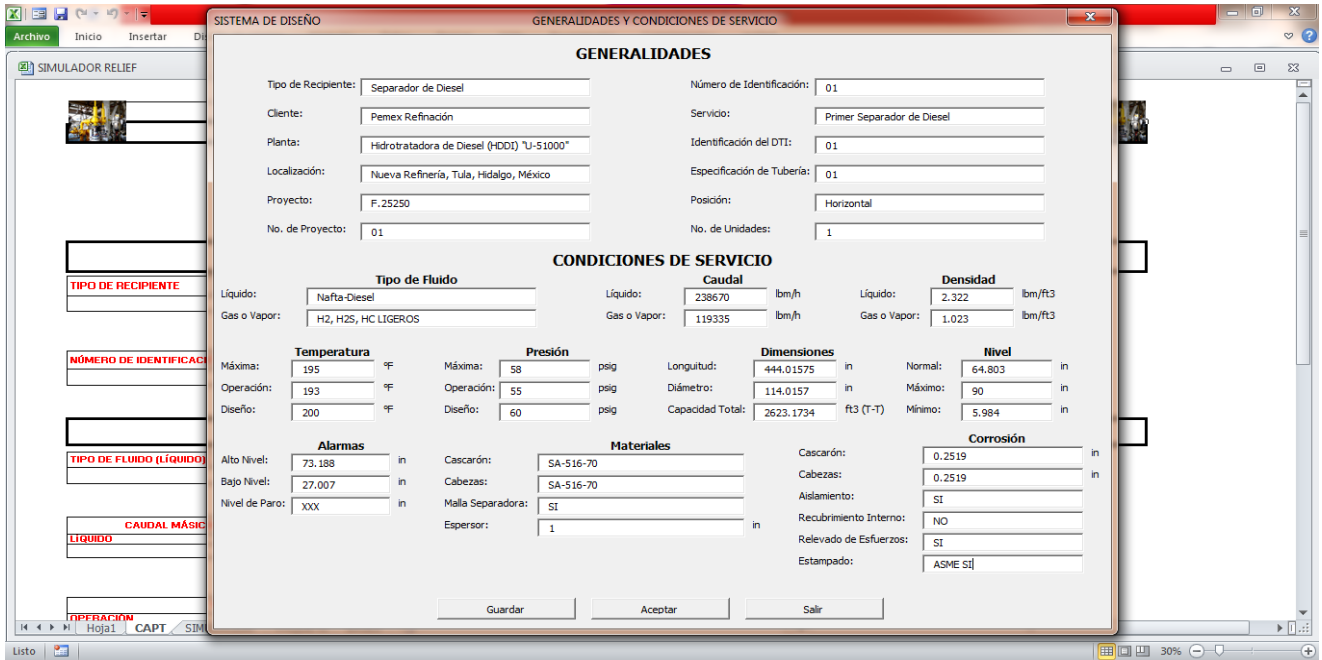 SISTEMA DE DISEÑO GENERALIDADES Y CONDICIONES DE SERVICIO
Archivo Inicio Insertar
SIMULADOR RELIEF
GENERALIDADES
Tipo de Recipiente: Separador de Diesel Número de Identificación: 01
Cliente: Pemex Refinación Servicio: Primer Separador de Diesel
Planta: Hidrotratadora de Diesel (HDDI) "U-51000" Identificación del DTI: 01
Localización: Nueva Refinería, Tula, Hidalgo, México Especificación de Tubería: 01
Proyecto: F.25250 Posición: Horizontal
No. de Proyecto: 01 No. de Unidades: 1
CONDICIONES DE SERVICIO
Tipo de Fluido Caudal Densidad
Líquido: Nafta-Diesel Líquido: 238670 lbm/h Líquido: 2.322 lbm/ft3
Gas o Vapor: H2, H2S, HC LIGEROS Gas o Vapor: 119335 lbm/h Gas o Vapor: 1.023 lbm/ft3
Temperatura Presión Dimensiones Nivel
Máxima: 195 ºF Máxima: 58 psig Longuitud: 444.01575 in Normal: 64.803 in
Operación: 193 ºF Operación: 55 psig Diámetro: 114.0157 in Máximo: 90 in
Diseño: 200 ºF Diseño: 60 psig Capacidad Total: 2623.1734 ft3 (T-T) Mínimo: 5.984 in
Alarmas Materiales Corrosión
Alto Nivel: 73.188 in Cascarón: SA-516-70 Cascarón: 0.2519 in
Bajo Nivel: 27.007 in Cabezas: SA-516-70 Cabezas: 0.2519 in
Nivel de Paro: XXX in Malla Separadora: SI Aislamiento: SI
Espersor: 1 in Recubrimiento Interno: NO
Relevado de Esfuerzos: SI
Estampado: ASME SI
Guardar Aceptar Salir
TIPO DE RECIPIENTE
NÚMERO DE IDENTIFICACI
TIPO DE FLUIDO (LÍQUIDO)
CAUDAL MÁSIC
LÍQUIDO
OPERACIÓN
Hoja1 CAPT SIM
Listo 30%